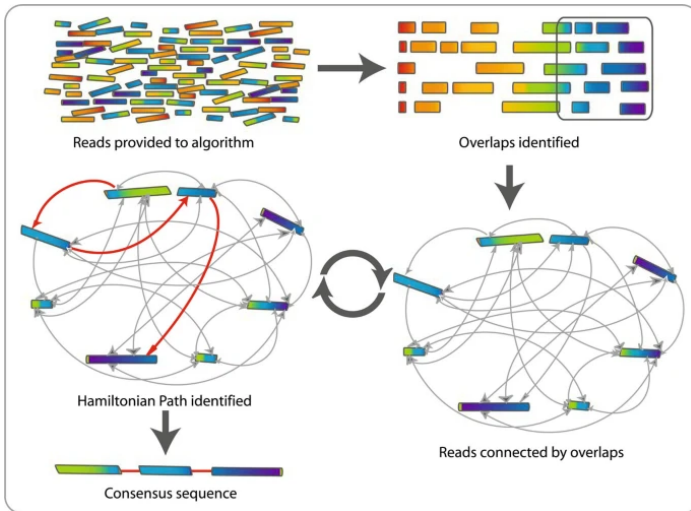 Reads provided to algorithm
Overlaps identified
Hamiltonian Path identified
Reads connected by overlaps
Consensus sequence